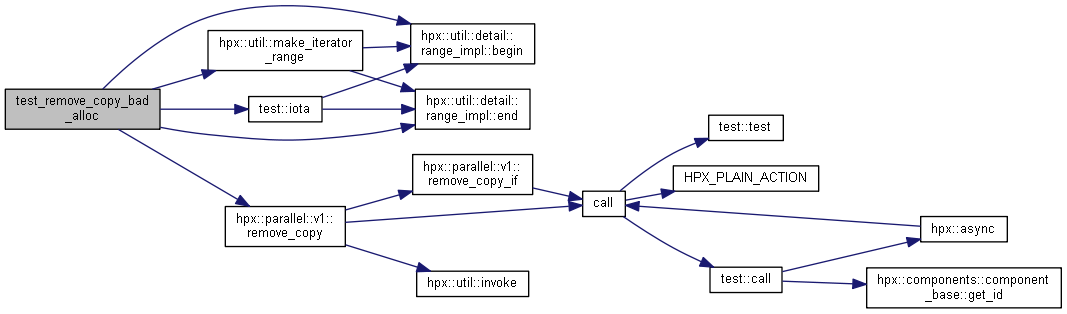 test_remove_copy_bad
_alloc
hpx::util::make_iterator
_range
test::iota
hpx::util::detail::
range_impl::begin
hpx::util::detail::
range_impl::end
hpx::parallel::v1::
remove_copy
hpx::parallel::v1::
remove_copy_if
hpx::util::invoke
call
test::test
HPX_PLAIN_ACTION
test::call
hpx::async
hpx::components::component
_base::get_id